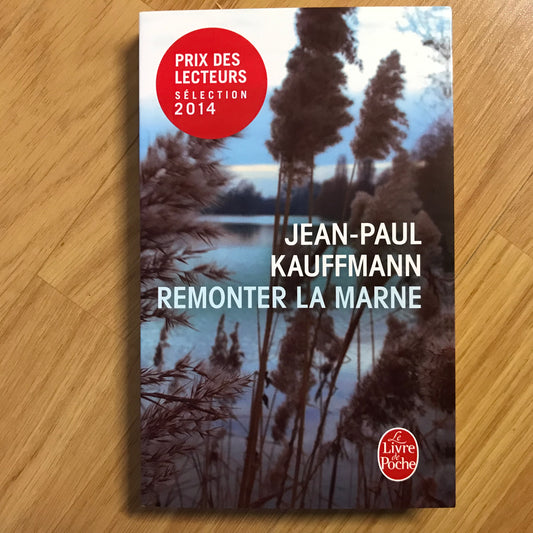 PRIX DES
LECTEURS
SÉLECTION
2014
JEAN-PAUL
KAUFFMANN
REMONTER LA MARNE
Le
Livre
de
Poche